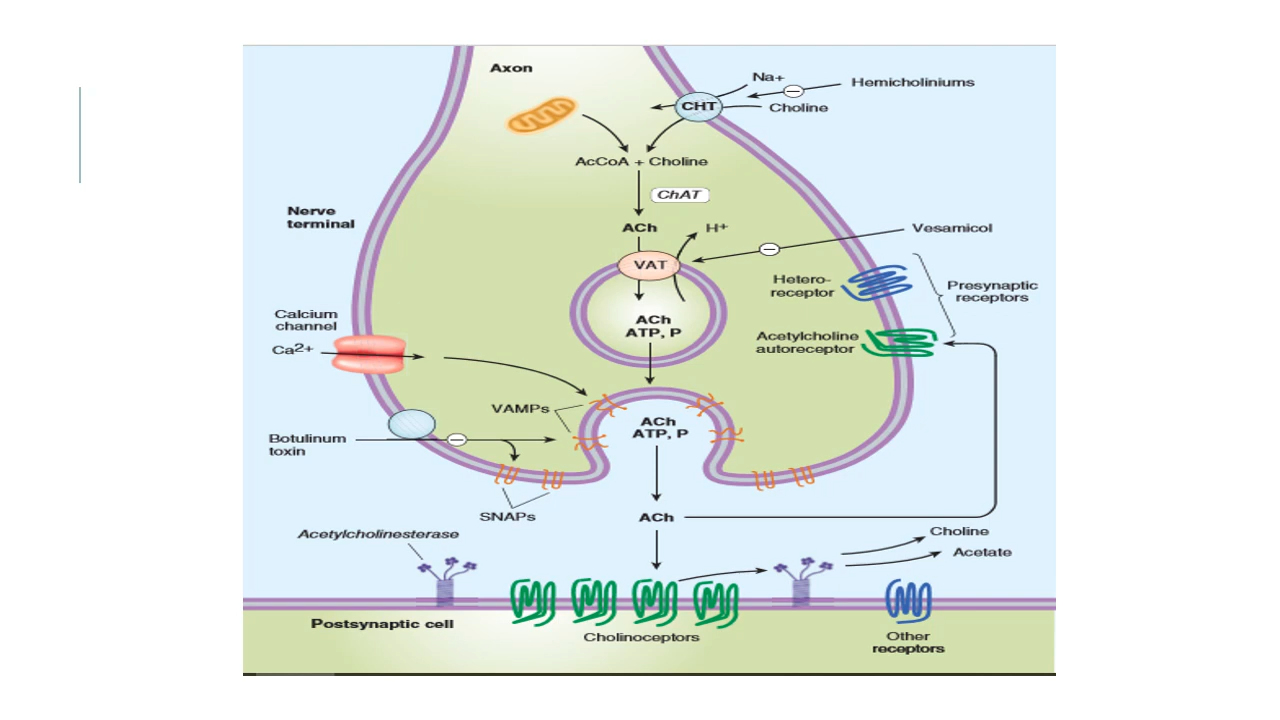 Axon
Na+
Hemicholiniums
CHT
Choline
AcCoA + Choline
ChAT
Nerve
terminal
ACh
H+
Vesamicol
VAT
Hetero-
receptor
Presynaptic
receptors
Calcium
channel
Ca2+
ACh
ATP, P
Acetylcholine
autoreceptor
VAMPs
ACh
ATP, P
Botulinum
toxin
SNAPs
ACh
Acetylcholinesterase
Choline
Acetate
Postsynaptic cell
Cholinoceptors
Other
receptors